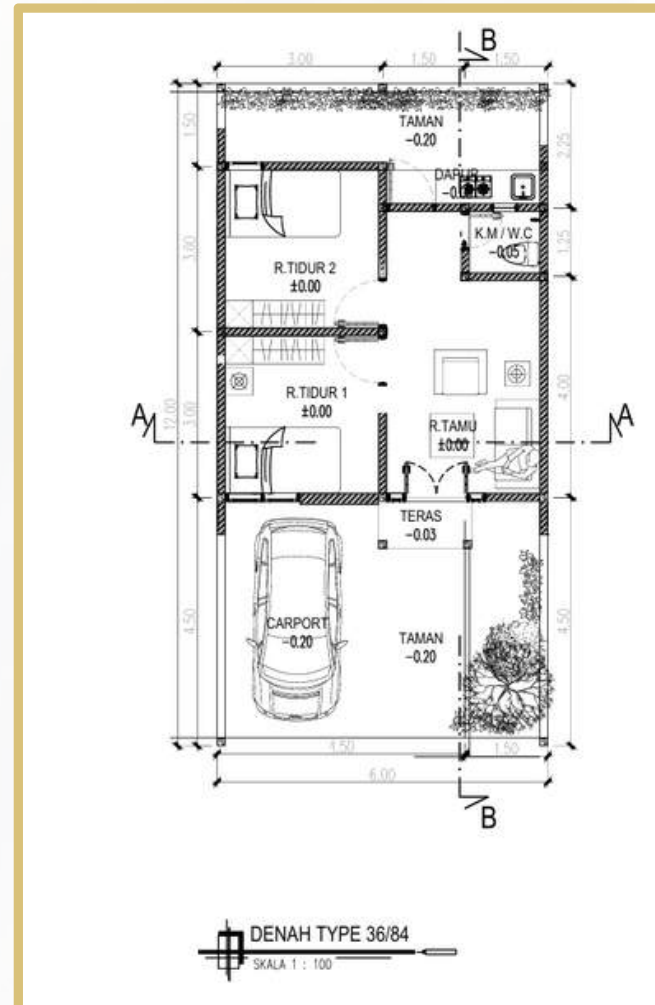 B
3.00
1.50
1.50
TAMAN
-0.20
1.50
2.25
DAPUR
K.M / W.C
-0.05
1.25
R.TIDUR 2
±0.00
3.00
12.00
R.TIDUR 1
±0.00
3.00
4.00
A
A
R.TAMU
±0.00
TERAS
-0.03
CARPORT
-0.20
TAMAN
-0.20
4.50
4.50
4.50
1.50
6.00
B
DENAH TYPE 36/84
SKALA 1 : 100